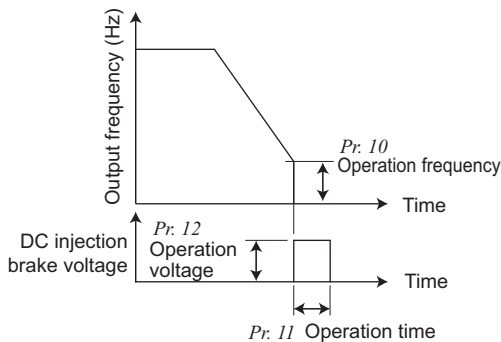 Output frequency (Hz)
Pr. 10
Operation frequency
Time
DC injection
brake voltage
Pr. 12
Operation
voltage
Time
Pr. 11 Operation time